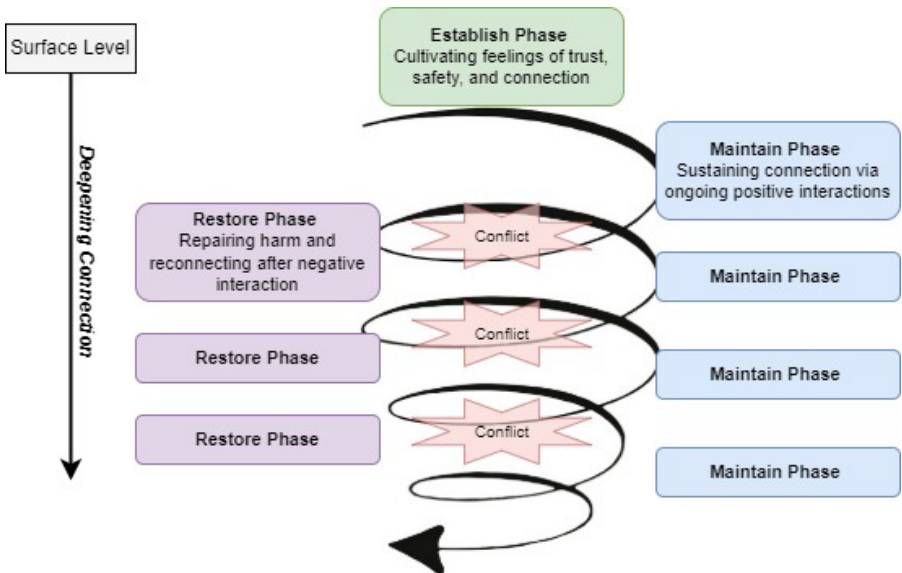 Surface Level
Deepening Connection
Establish Phase
Cultivating feelings of trust,
safety, and connection
Maintain Phase
Sustaining connection via
ongoing positive interactions
Restore Phase
Repairing harm and
reconnecting after negative
interaction
Conflict
Maintain Phase
Restore Phase
Conflict
Maintain Phase
Restore Phase
Conflict
Maintain Phase